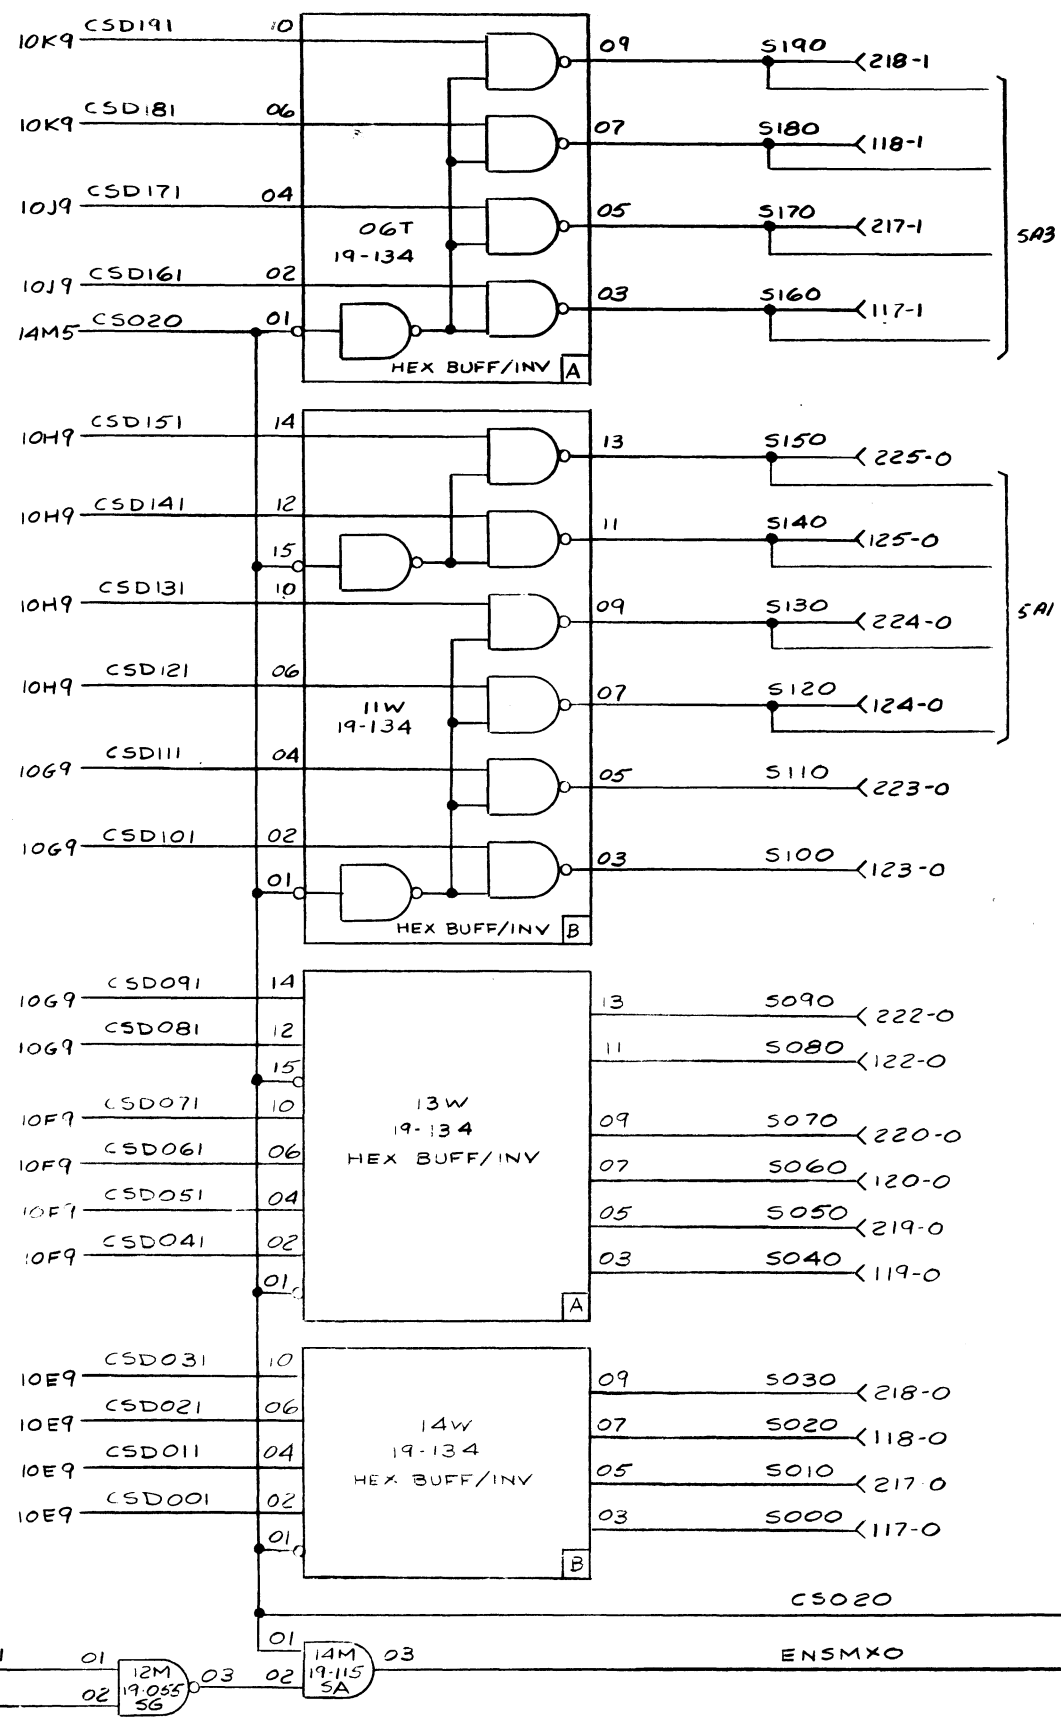 10K9 CSD191 10 09 S190 218-1
10K9 CSD181 06 07 S180 118-1
10J9 CSD171 04 05 S170 217-1
06T
19-134
5A3
10J9 CSD161 02 03 S160 117-1
14M5 CS020 01
HEX BUFF/INV A
10H9 CSD151 14 13 S150 225-0
10H9 CSD141 12 11 S140 125-0
15
10H9 CSD131 10 09 S130 224-0
5A1
10H9 CSD121 06 07 S120 124-0
11W
19-134
10G9 CSD111 04 05 S110 223-0
10G9 CSD101 02 03 S100 123-0
01
HEX BUFF/INV B
10G9 CSD091 14 13 S090 222-0
10G9 CSD081 12 11 S080 122-0
15
10F9 CSD071 10 09 S070 220-0
13W
19-134
HEX BUFF/INV
10F9 CSD061 06 07 S060 120-0
10F9 CSD051 04 05 S050 219-0
10F9 CSD041 02 03 S040 119-0
01
A
10E9 CSD031 10 09 S030 218-0
10E9 CSD021 06 07 S020 118-0
14W
19-134
HEX BUFF/INV
10E9 CSD011 04 05 S010 217-0
10E9 CSD001 02 03 S000 117-0
01
B
CS020
01 14M 03 ENSMX0
19-115
02 SA
01 12M 03
19-055
02 SG